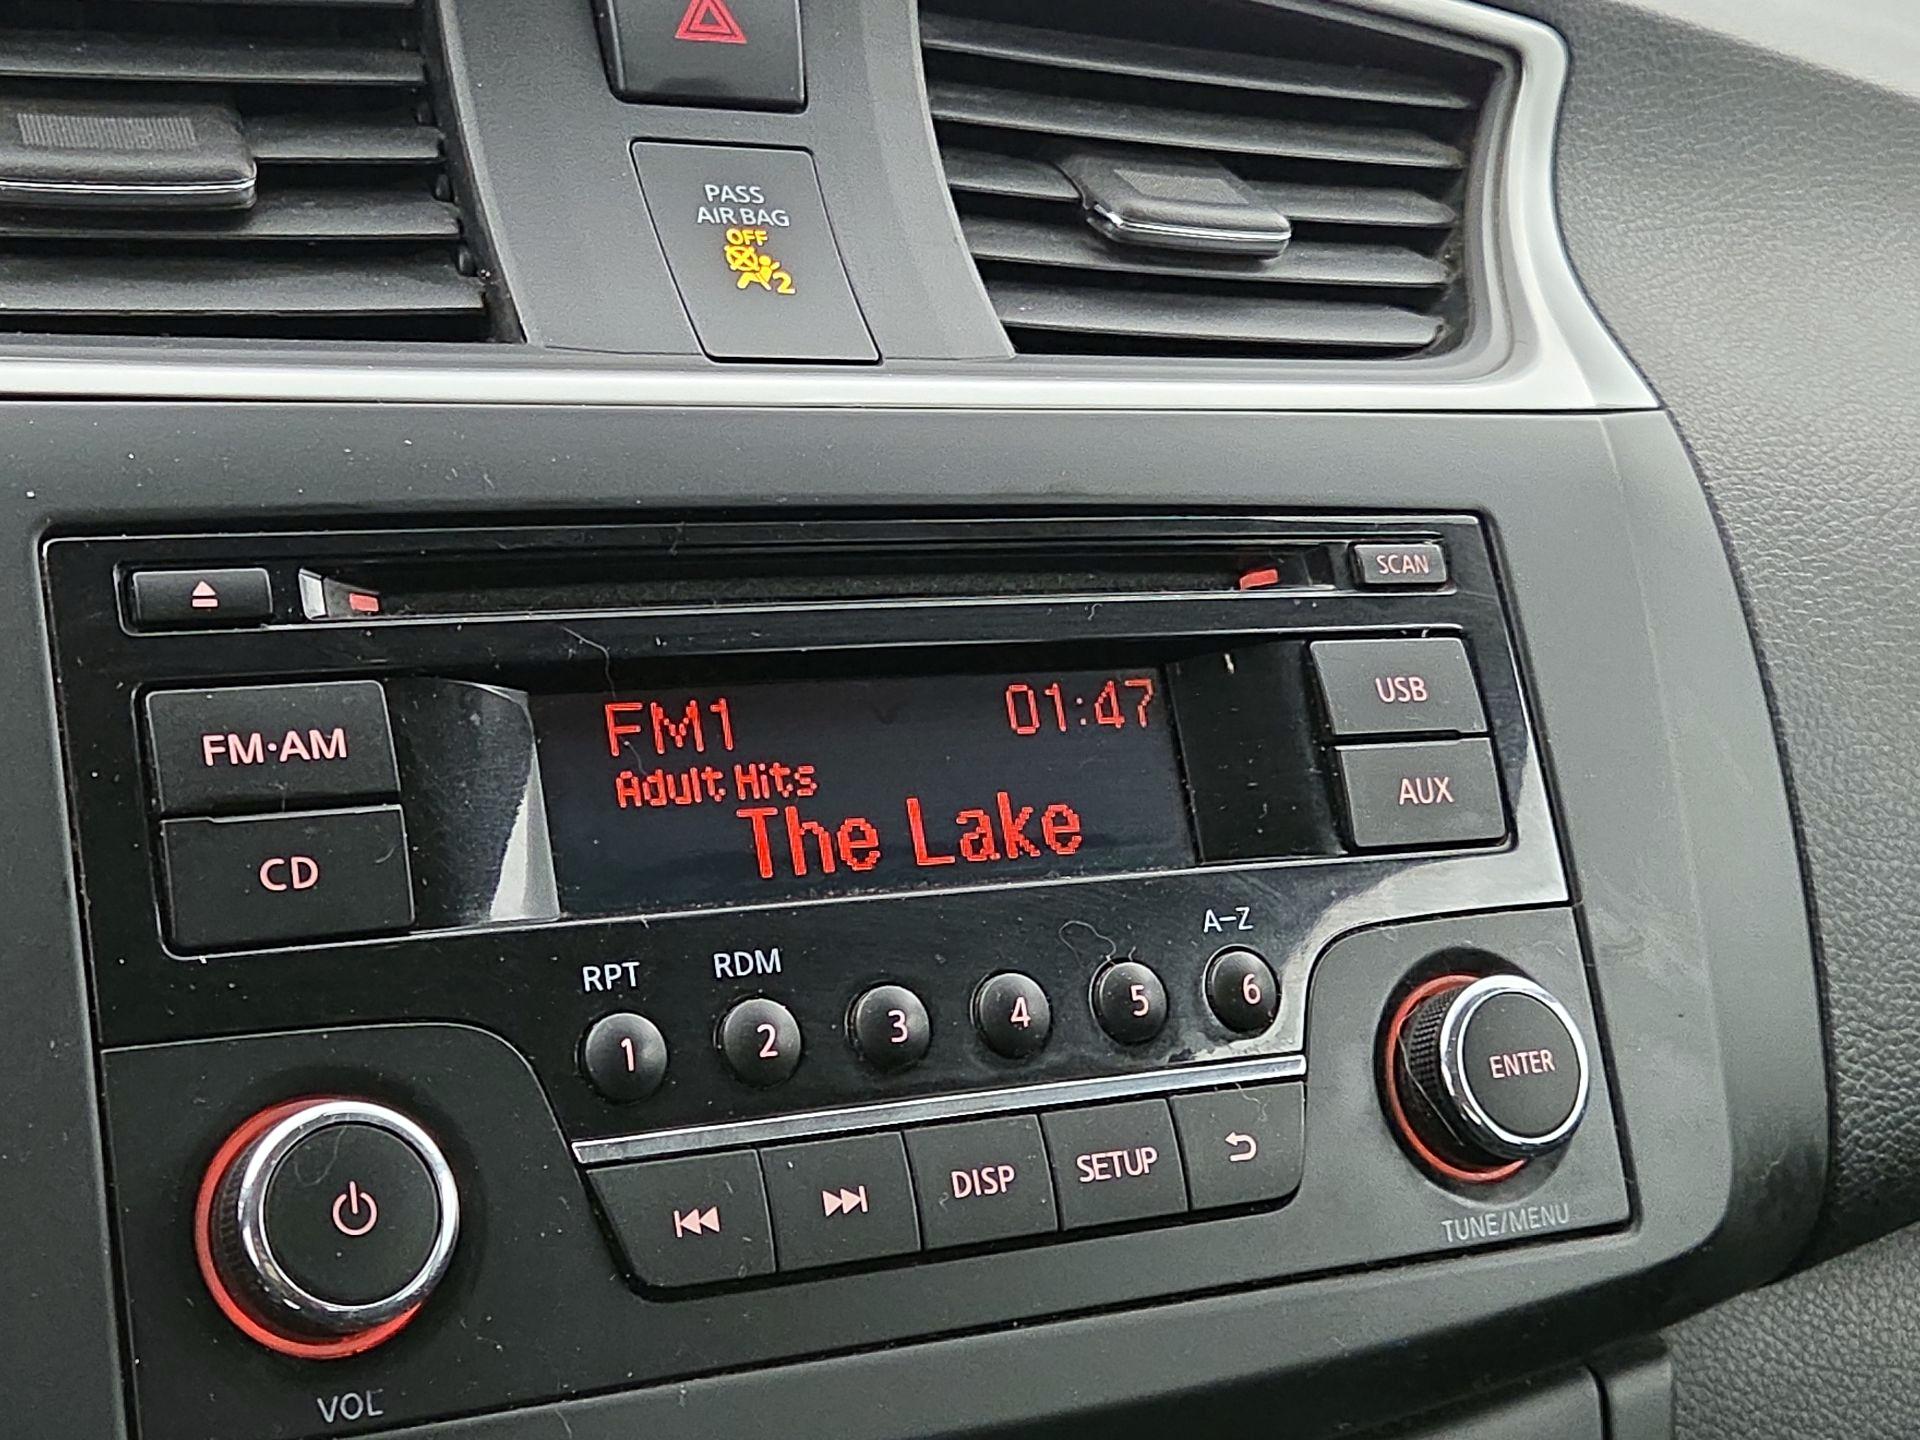 PASS
AIR BAG
OFF
2
SCAN
FM·AM
FM1 01:47
USB
Adult Hits
The Lake
AUX
CD
RPT RDM A-Z
1 2 3 4 5 6
ENTER
DISP SETUP
TUNE/MENU
VOL